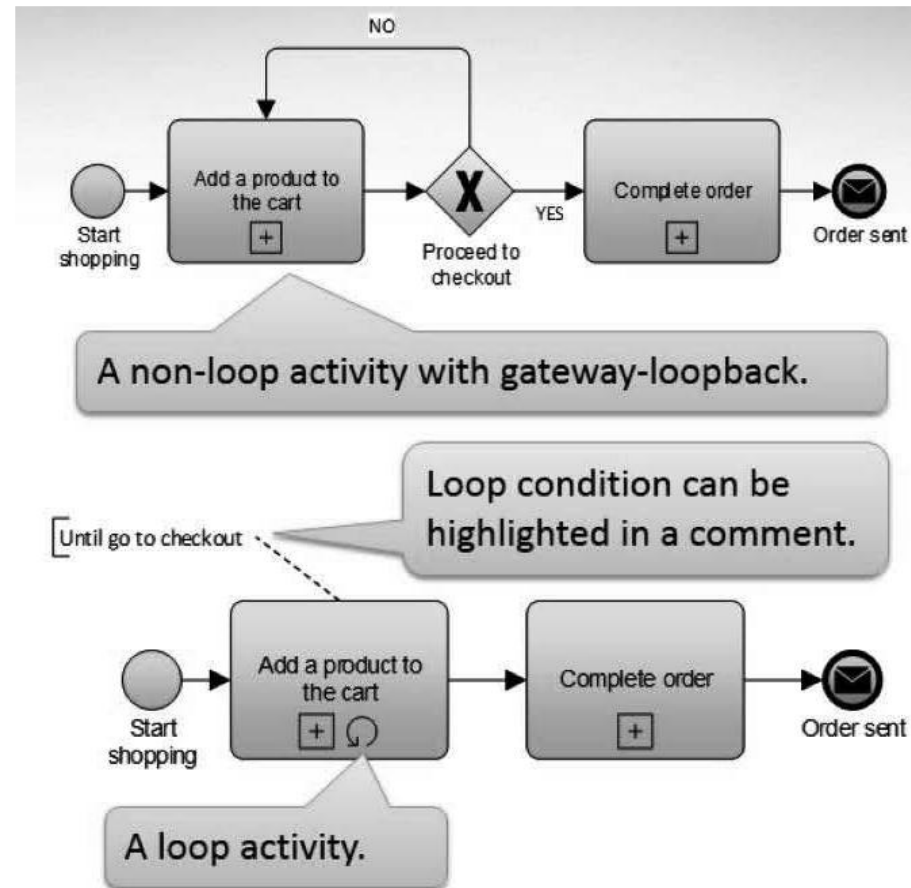 NO
Add a product to
the cart
Complete order
Start
shopping
X
YES
Proceed to
checkout
Order sent
A non-loop activity with gateway-loopback.
Loop condition can be
highlighted in a comment.
Until go to checkout
Add a product to
the cart
Complete order
Start
shopping
Order sent
A loop activity.